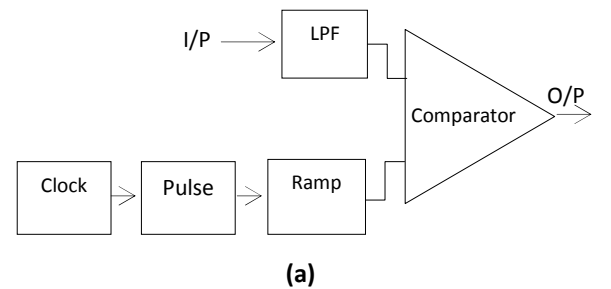 I/P
LPF
Comparator
O/P
Clock
Pulse
Ramp
(a)